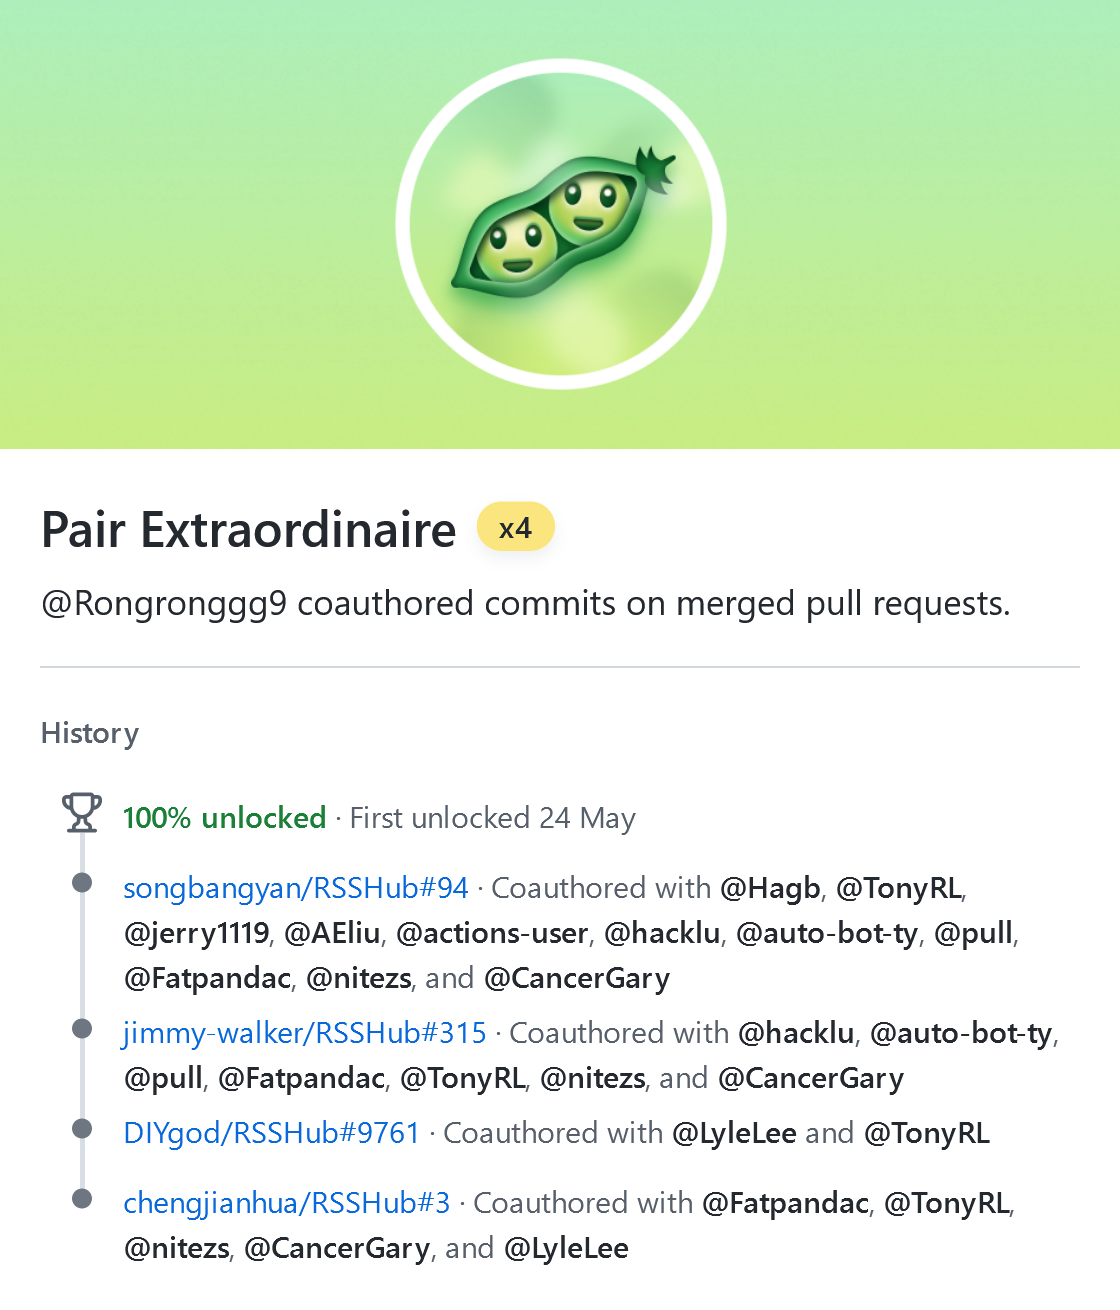 Pair Extraordinaire x4
@Rongronggg9 coauthored commits on merged pull requests.
History
100% unlocked · First unlocked 24 May
songbangyan/RSSHub#94 · Coauthored with @Hagb, @TonyRL,
@jerry1119, @AEliu, @actions-user, @hacklu, @auto-bot-ty, @pull,
@Fatpandac, @nitezs, and @CancerGary
jimmy-walker/RSSHub#315 · Coauthored with @hacklu, @auto-bot-ty,
@pull, @Fatpandac, @TonyRL, @nitezs, and @CancerGary
DIYgod/RSSHub#9761 · Coauthored with @LyleLee and @TonyRL
chengjianhua/RSSHub#3 · Coauthored with @Fatpandac, @TonyRL,
@nitezs, @CancerGary, and @LyleLee